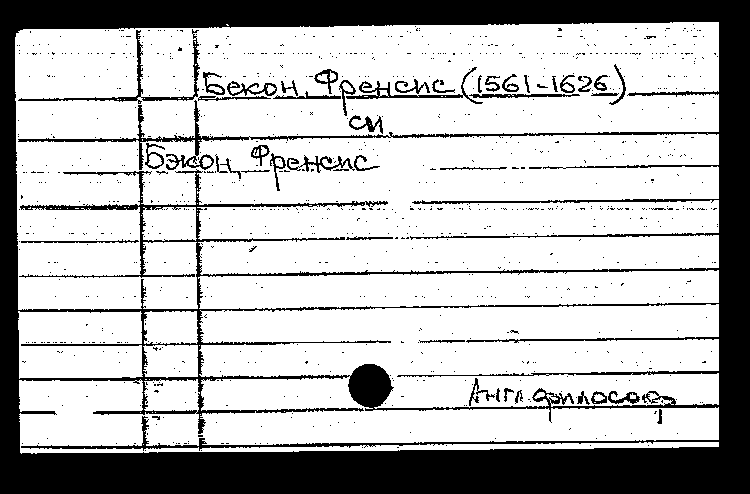 Бекон, Френсис (1561-1626)
см.
Бэкон, Френсис
Англ. философ